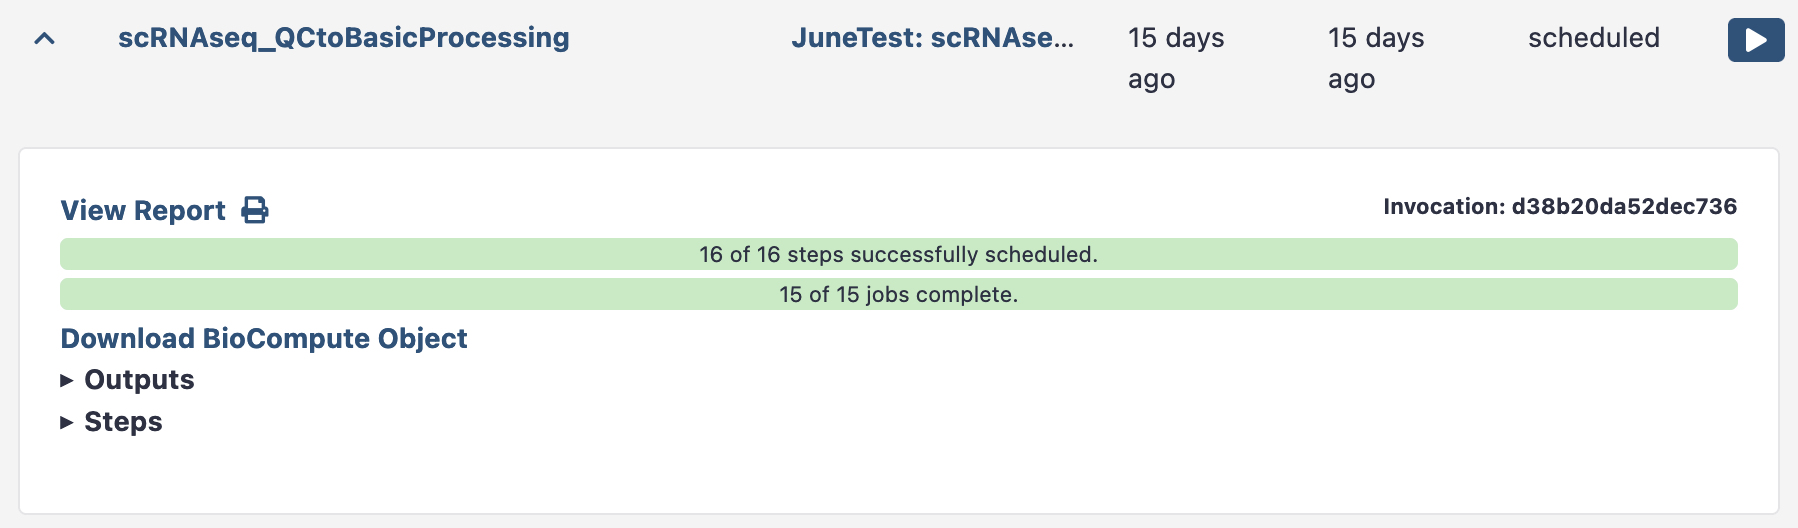 scRNAseq_QCtoBasicProcessing
JuneTest: scRNAse...
15 days
ago
15 days
ago
scheduled
View Report
Invocation: d38b20da52dec736
16 of 16 steps successfully scheduled.
15 of 15 jobs complete.
Download BioCompute Object
Outputs
Steps